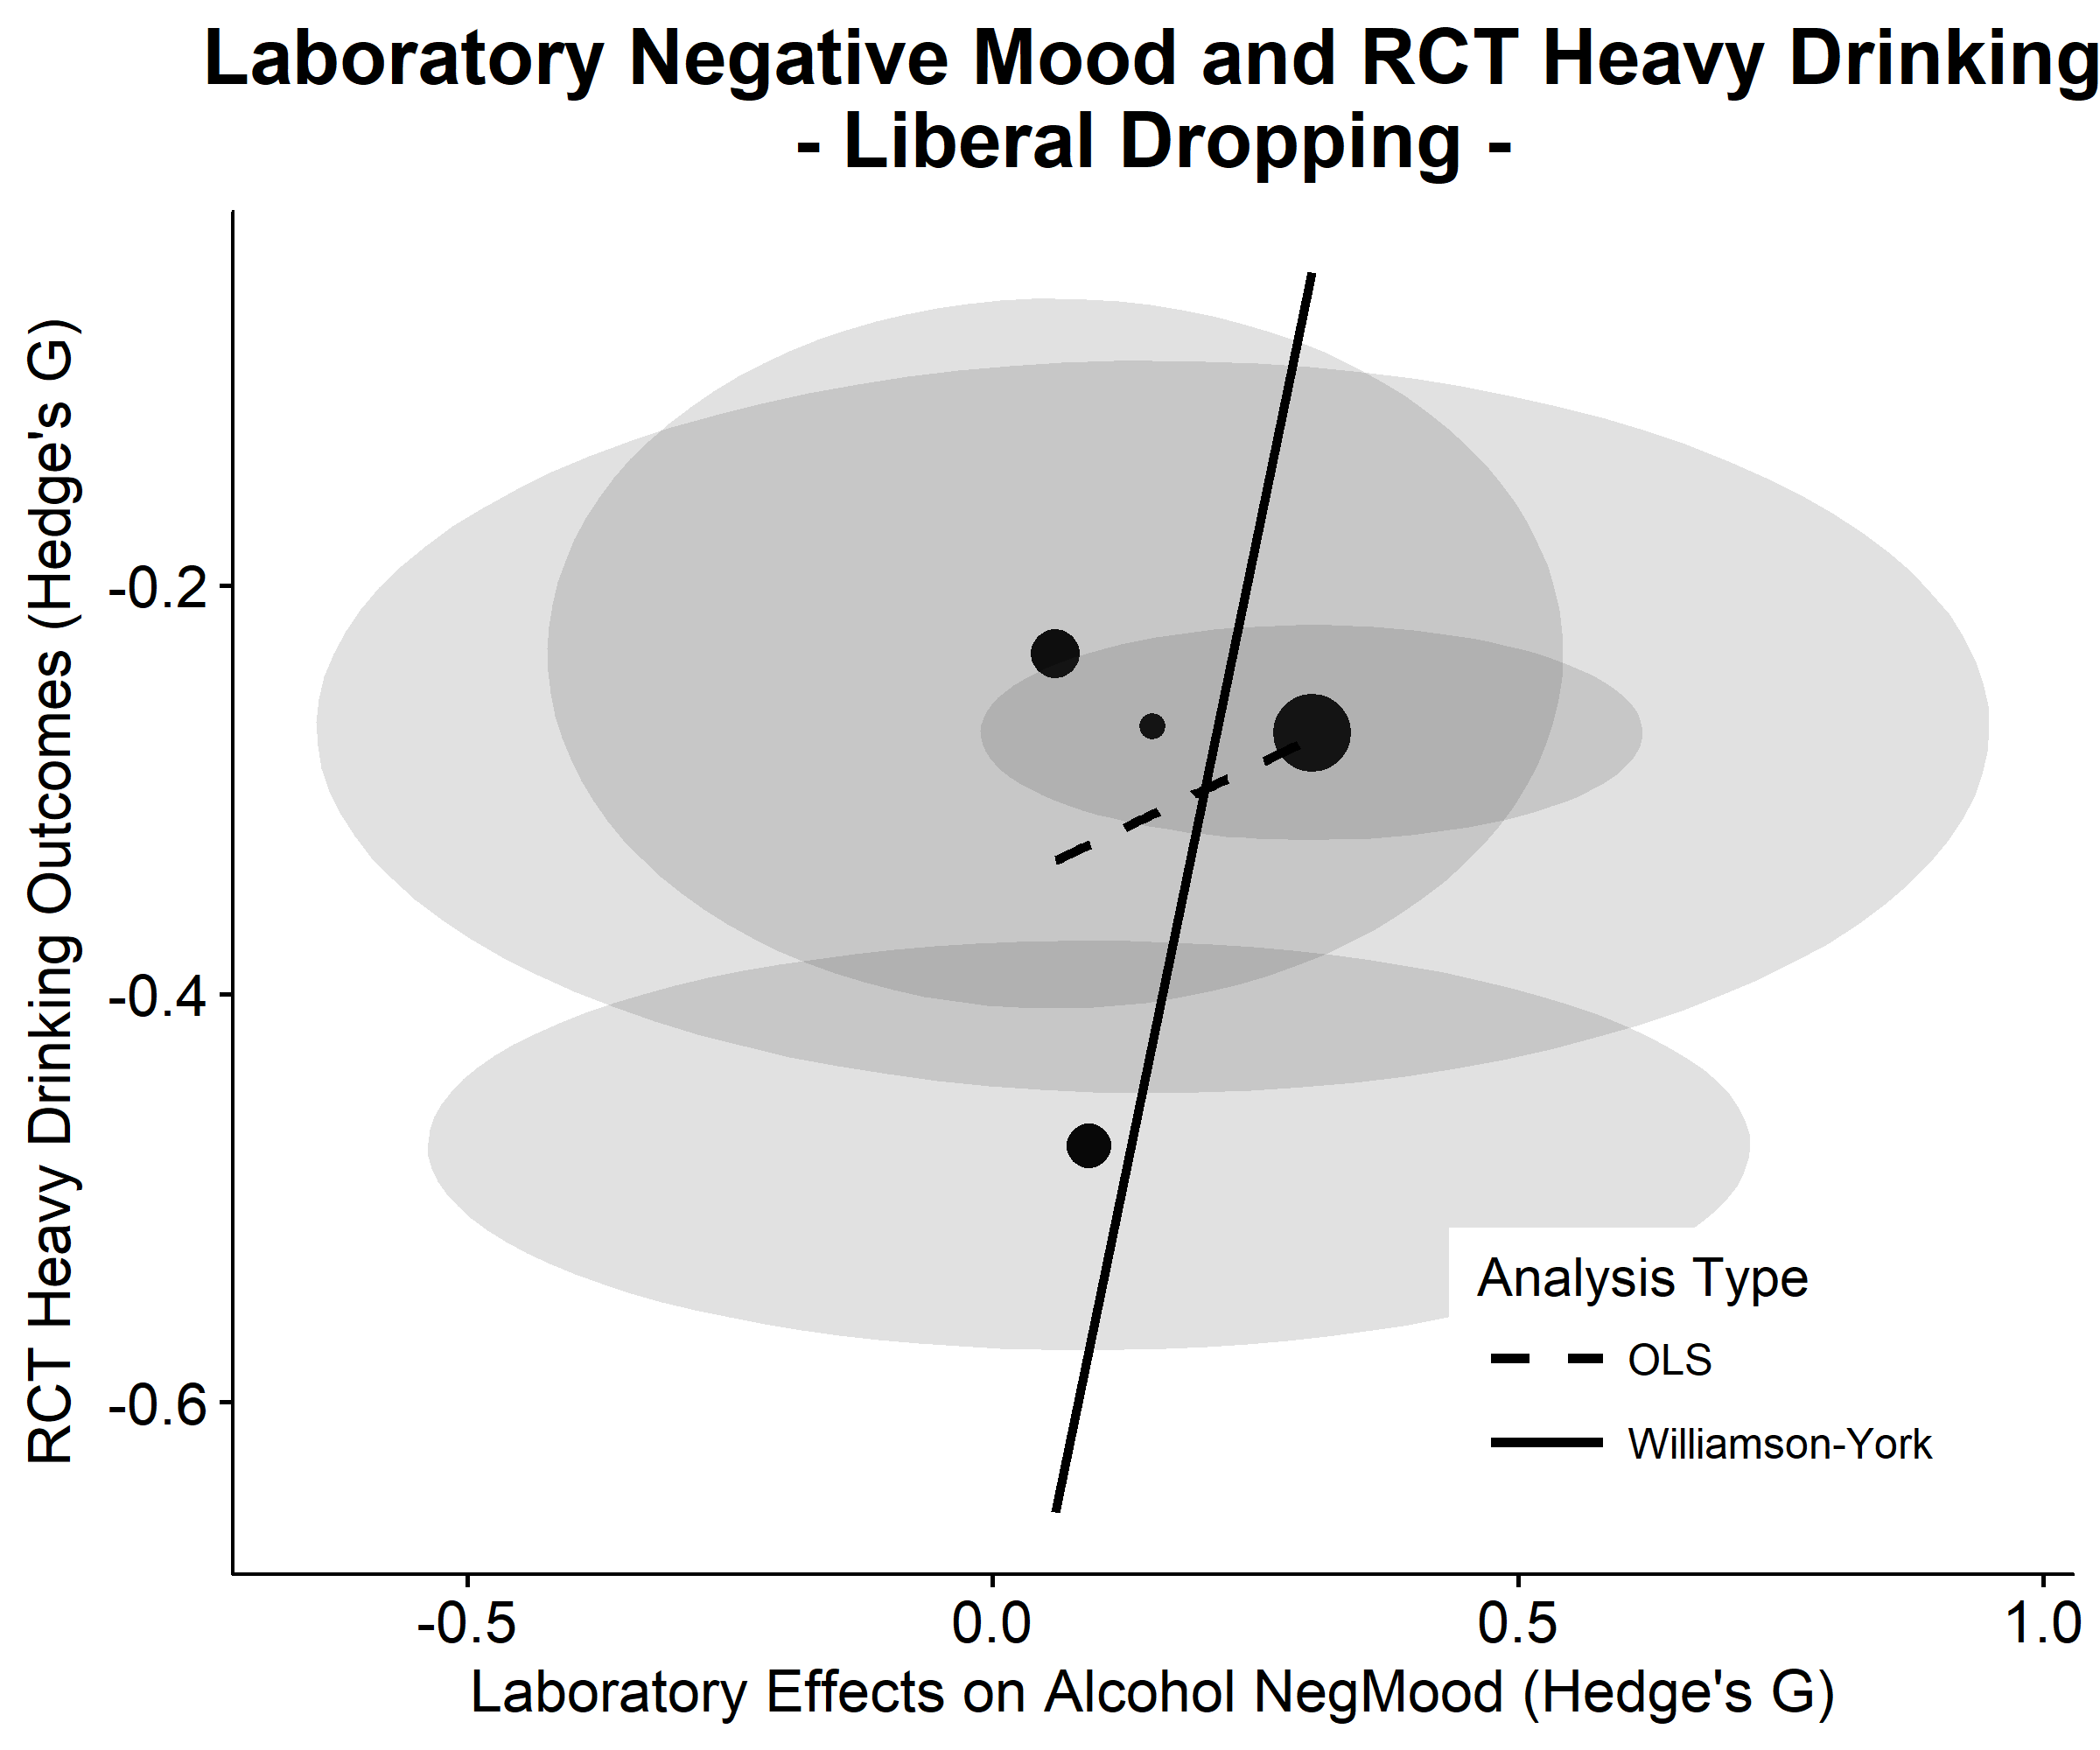 Laboratory Negative Mood and RCT Heavy Drinking
- Liberal Dropping -
RCT Heavy Drinking Outcomes (Hedge's G)
-0.2
-0.4
-0.6
Analysis Type
OLS
Williamson-York
-0.5
0.0
0.5
1.0
Laboratory Effects on Alcohol NegMood (Hedge's G)